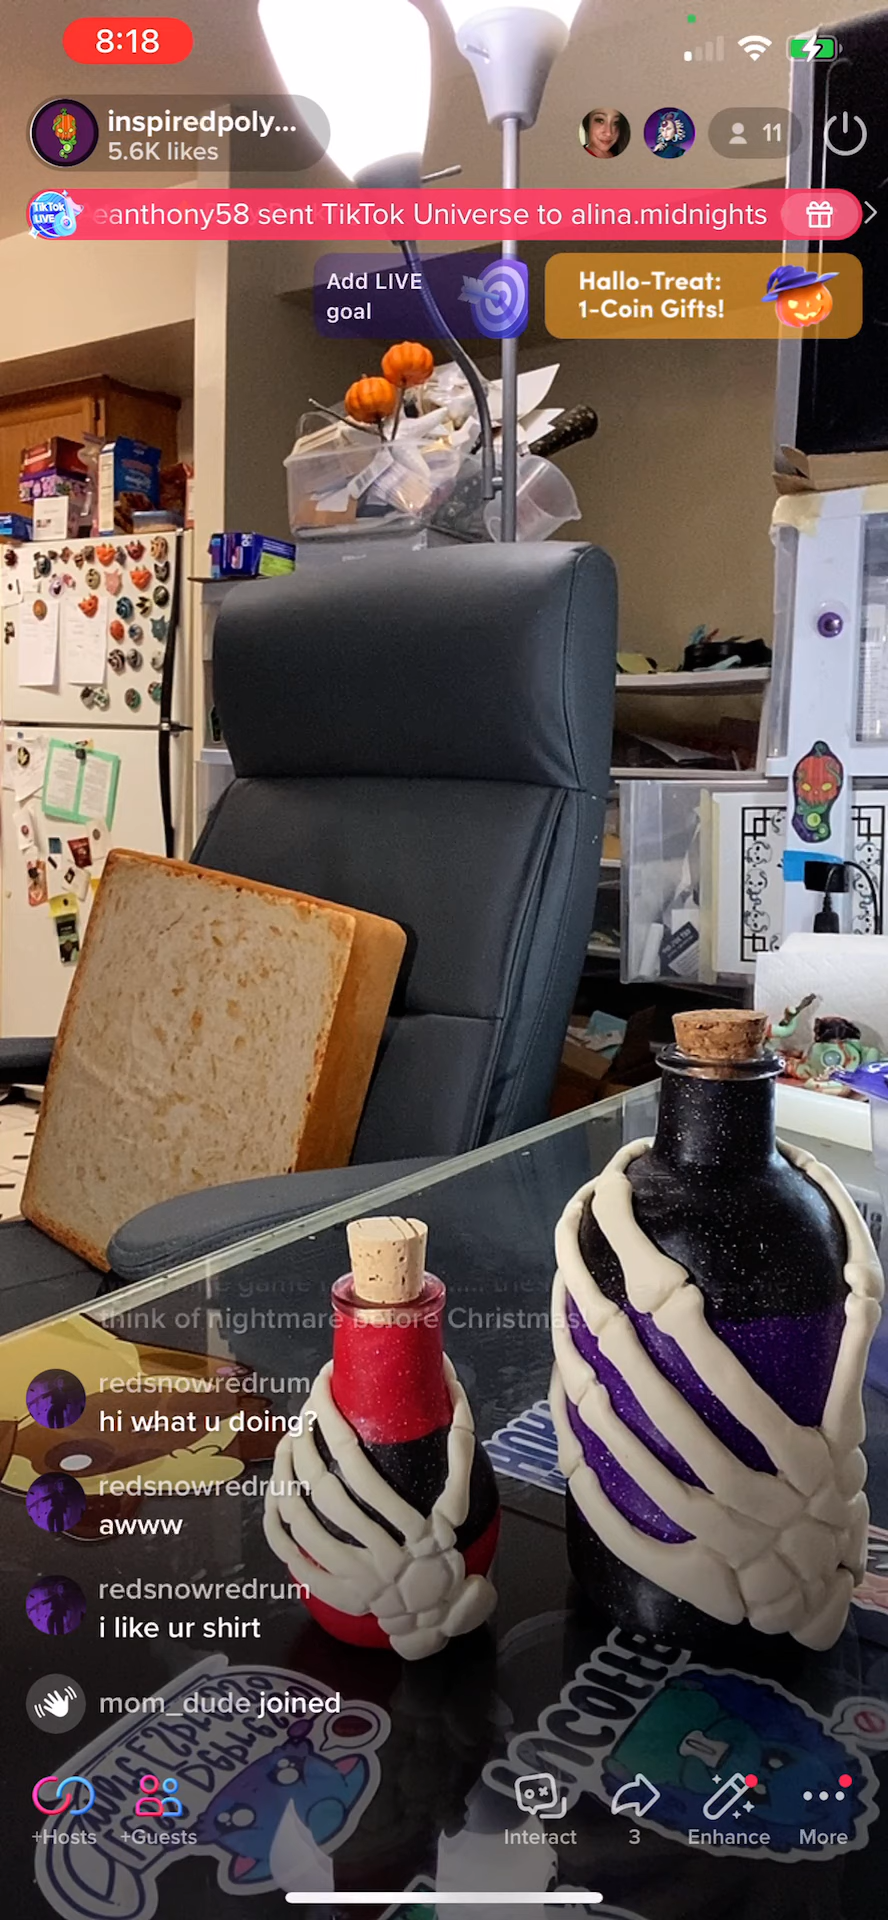 8:18
inspiredpoly...
5.6K likes
11
TikTok
LIVE
eanthony58 sent TikTok Universe to alina.midnights
Add LIVE
goal
Hallo-Treat:
1-Coin Gifts!
think of nightmare before Christmas!
redsnowredrum
hi what u doing?
redsnowredrum
awww
redsnowredrum
i like ur shirt
mom_dude joined
+Hosts
+Guests
Interact
3
Enhance
More